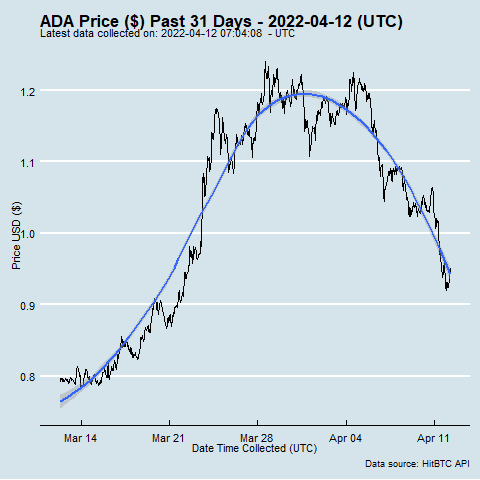 ADA Price ($) Past 31 Days - 2022-04-12 (UTC)
Latest data collected on: 2022-04-12 07:04:08 - UTC
1.2
1.1
1.0
0.9
0.8
Price USD ($)
Mar 14 Mar 21 Mar 28 Apr 04 Apr 11
Date Time Collected (UTC)
Data source: HitBTC API